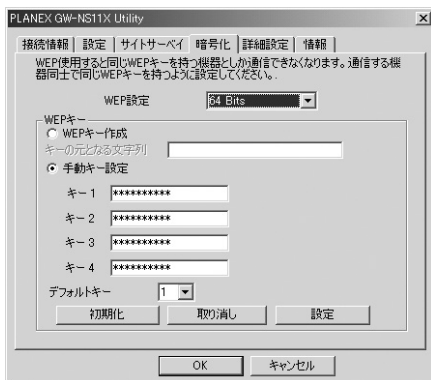 PLANEX GW-NS11X Utility
接続情報 設定 サイトサーベイ 暗号化 詳細設定 情報
WEP使用すると同じWEPキーを持つ機器としか通信できなくなります。通信する機
器同士で同じWEPキーを持つように設定してください。.
WEP設定 64 Bits
WEPキー
WEPキー作成
キーの元となる文字列
手動キー設定
キー 1 **********
キー 2 **********
キー 3 **********
キー 4 **********
デフォルトキー 1
初期化 取り消し 設定
OK キャンセル